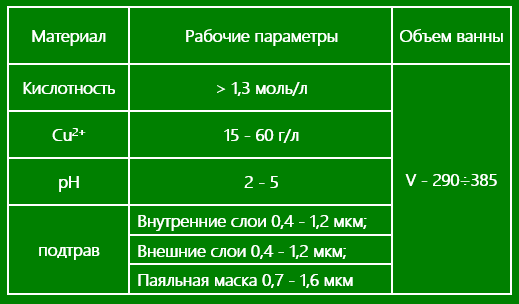 Материал Рабочие параметры Объем ванны
Кислотность > 1,3 моль/л
Cu²⁺ 15 - 60 г/л
pH 2 - 5 V - 290÷385
подтрав
Внутренние слои 0,4 - 1,2 мкм;
Внешние слои 0,4 - 1,2 мкм;
Паяльная маска 0,7 - 1,6 мкм